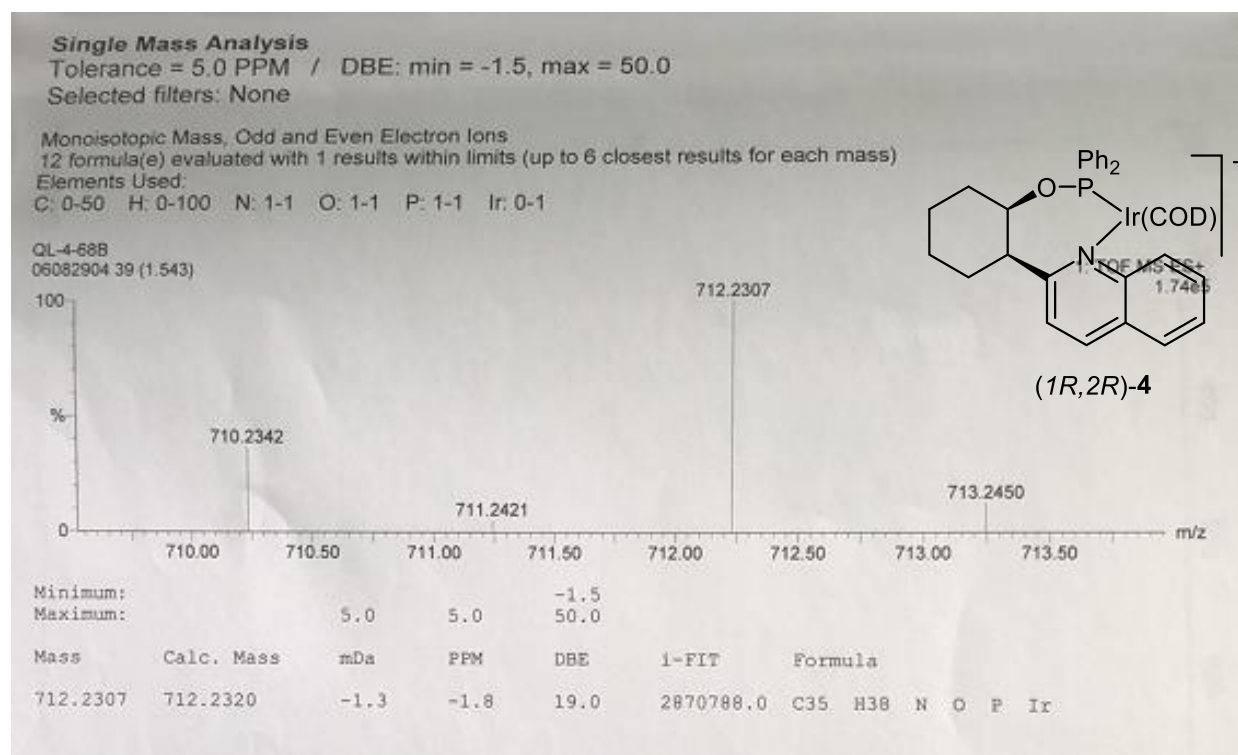 Single Mass Analysis
Tolerance = 5.0 PPM / DBE: min = -1.5, max = 50.0
Selected filters: None
Monoisotopic Mass, Odd and Even Electron Ions
12 formula(e) evaluated with 1 results within limits (up to 6 closest results for each mass)
Elements Used:
C: 0-50 H: 0-100 N: 1-1 O: 1-1 P: 1-1 Ir: 0-1
Ph2
O P
Ir(COD)
N
(1R,2R)-4
QL-4-68B
06082904 39 (1.543)
1: TOF MS ES+
1.74e5
100
%
0
712.2307
710.2342
711.2421
713.2450
710.00 710.50 711.00 711.50 712.00 712.50 713.00 713.50 m/z
Minimum: -1.5
Maximum: 5.0 5.0 50.0
Mass Calc. Mass mDa PPM DBE i-FIT Formula
712.2307 712.2320 -1.3 -1.8 19.0 2870788.0 C35 H38 N O P Ir